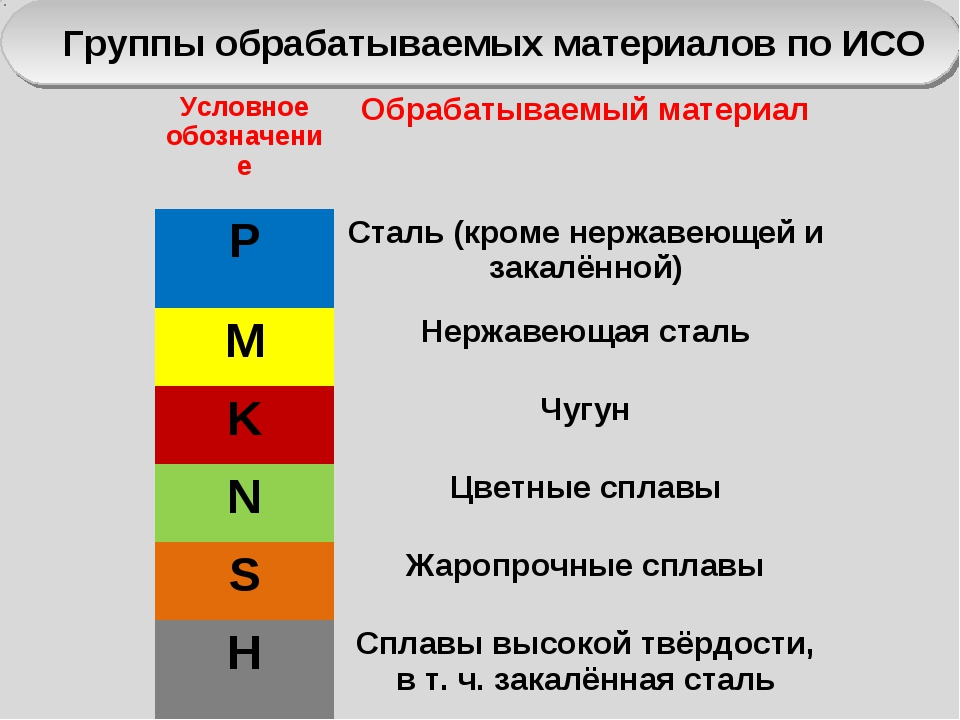 Группы обрабатываемых материалов по ИСО
Условное
обозначени
е
Обрабатываемый материал
P
Сталь (кроме нержавеющей и
закалённой)
M
Нержавеющая сталь
K
Чугун
N
Цветные сплавы
S
Жаропрочные сплавы
H
Сплавы высокой твёрдости,
в т. ч. закалённая сталь